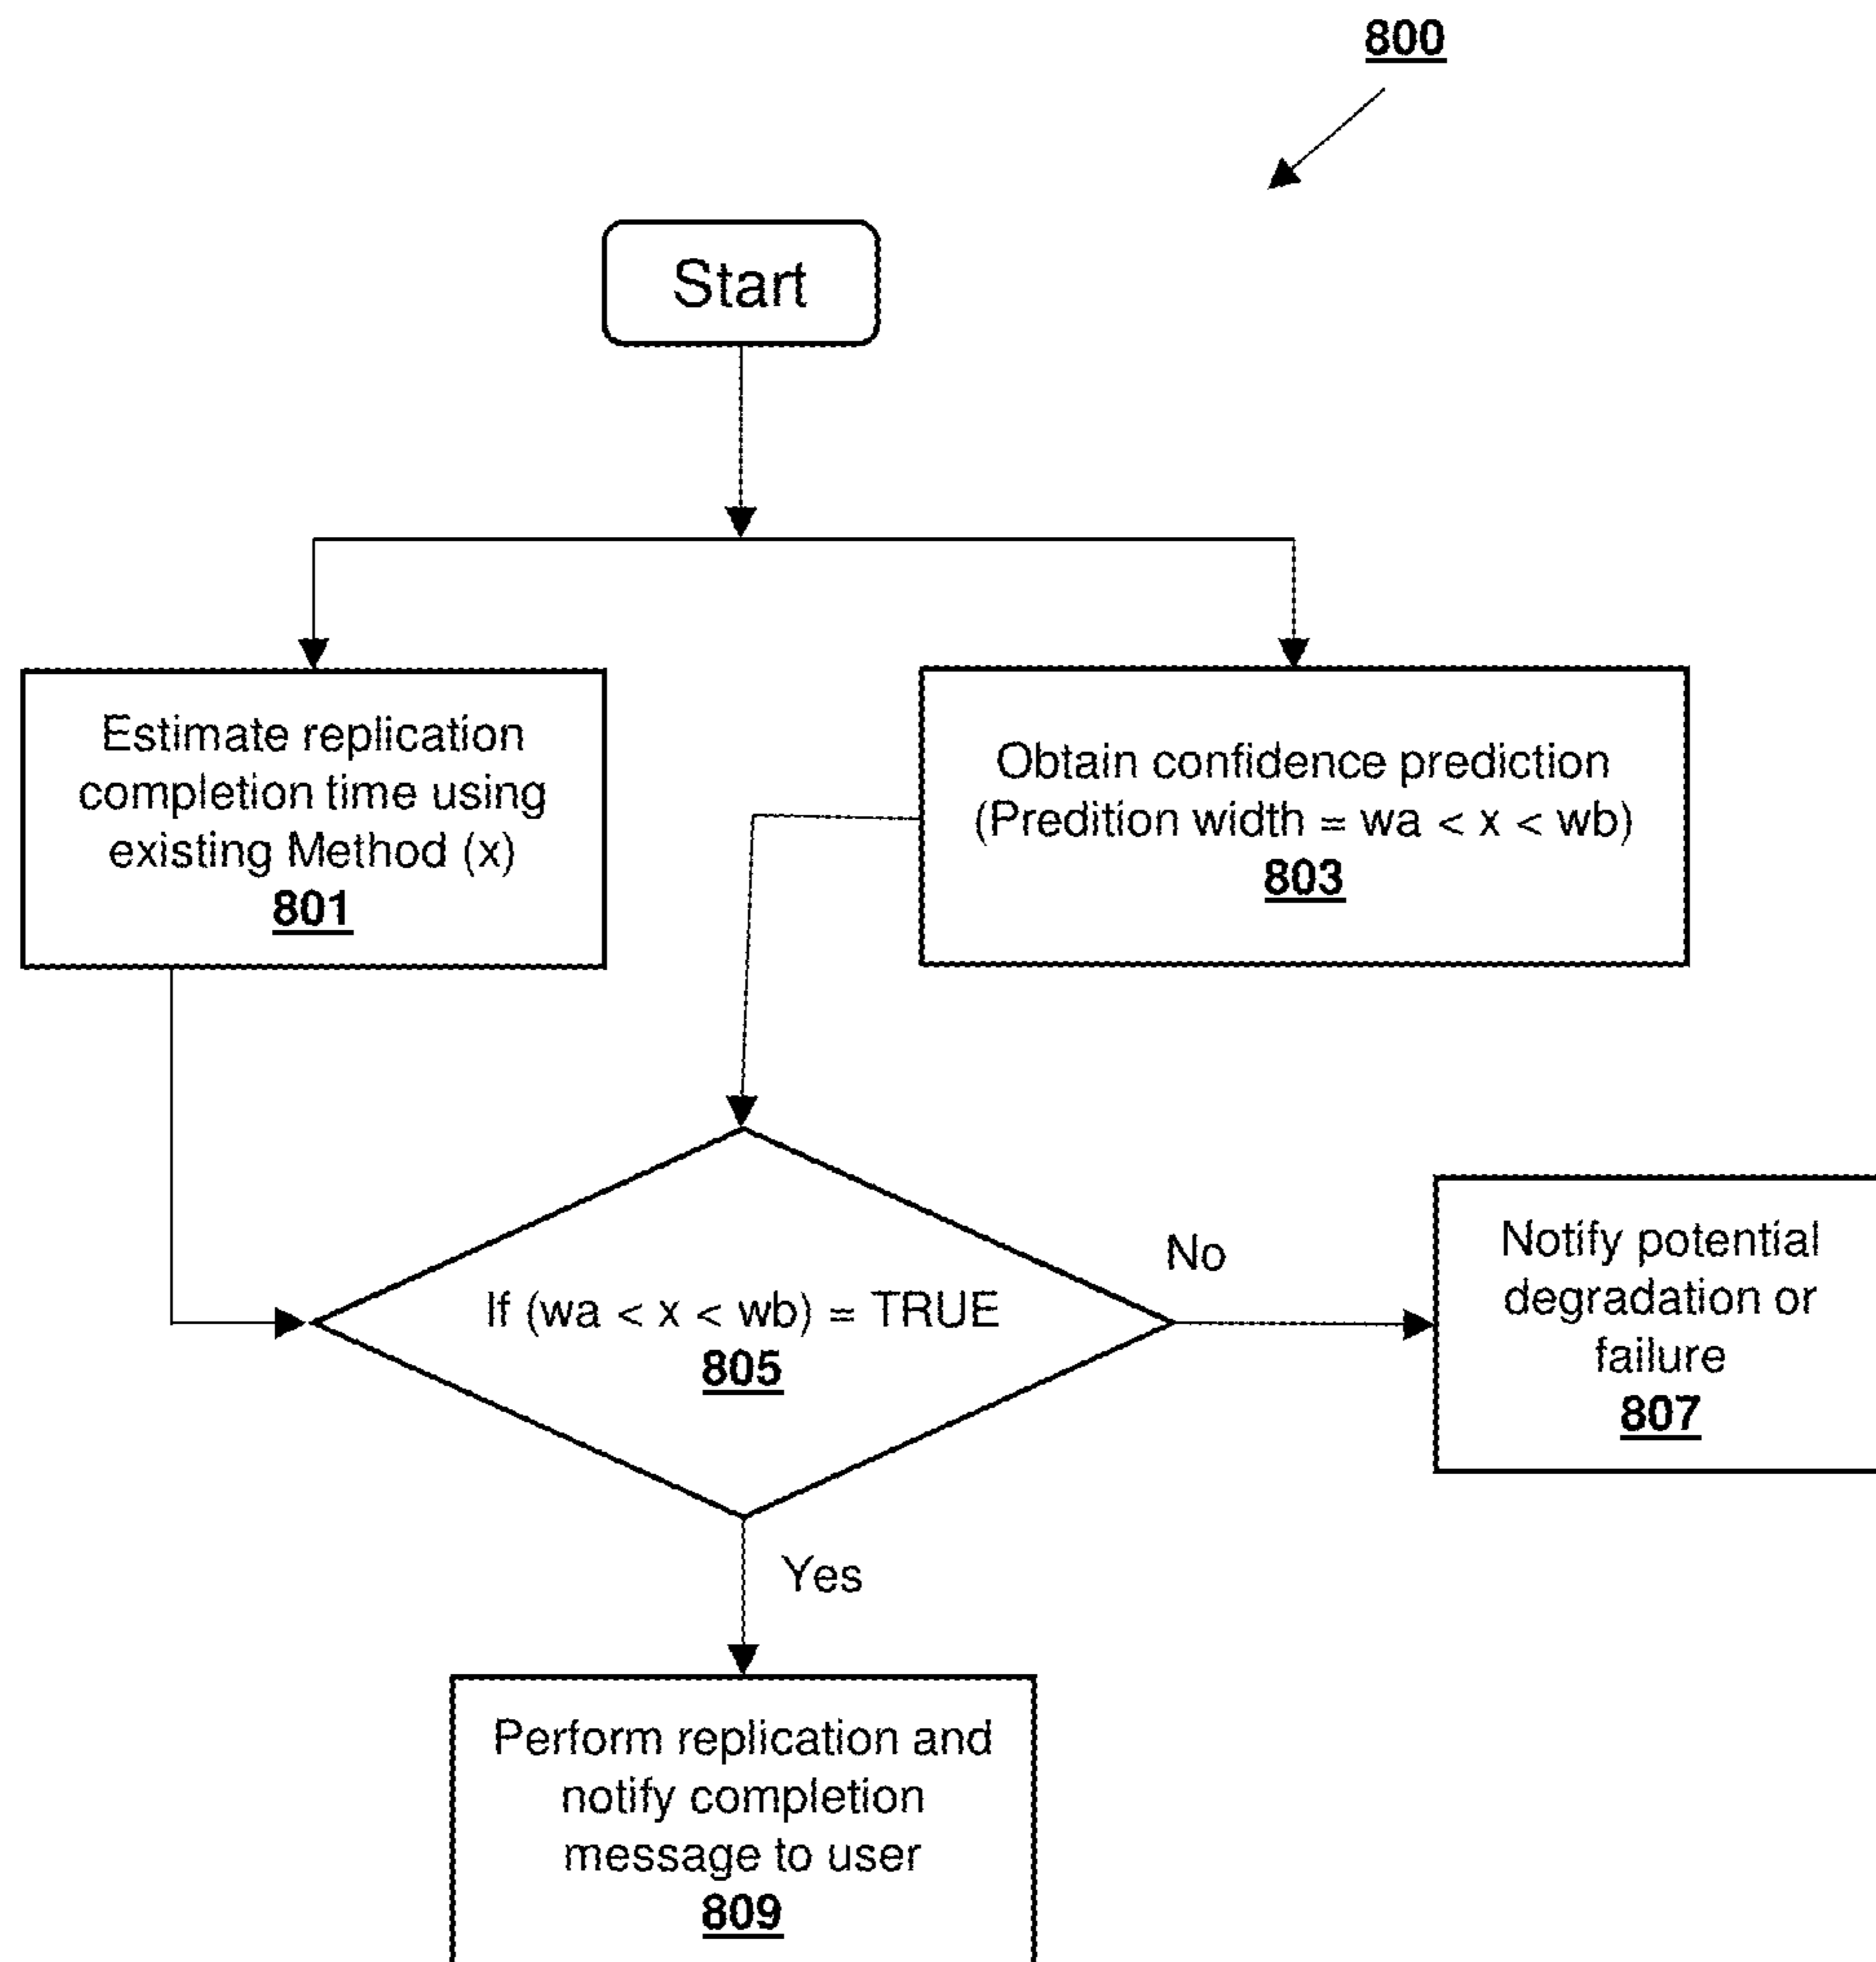 800
Start
Estimate replication
completion time using
existing Method (x)
801
Obtain confidence prediction
(Predition width = wa < x < wb)
803
If (wa < x < wb) = TRUE
805
No
Notify potential
degradation or
failure
807
Yes
Perform replication and
notify completion
message to user
809